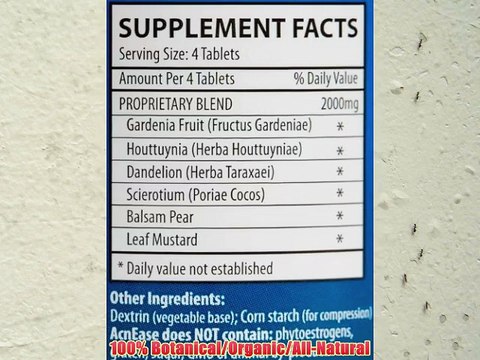 SUPPLEMENT FACTS
Serving Size: 4 Tablets
Amount Per 4 Tablets % Daily Value
PROPRIETARY BLEND 2000mg
Gardenia Fruit (Fructus Gardeniae) *
Houttuynia (Herba Houttuyniae) *
Dandelion (Herba Taraxaei) *
Scierotium (Poriae Cocos) *
Balsam Pear *
Leaf Mustard *
* Daily value not established
Other Ingredients:
Dextrin (vegetable base); Corn starch (for compression)
AcnEase does NOT contain: phytoestrogens,
100% Botanical/Organic/All-Natural